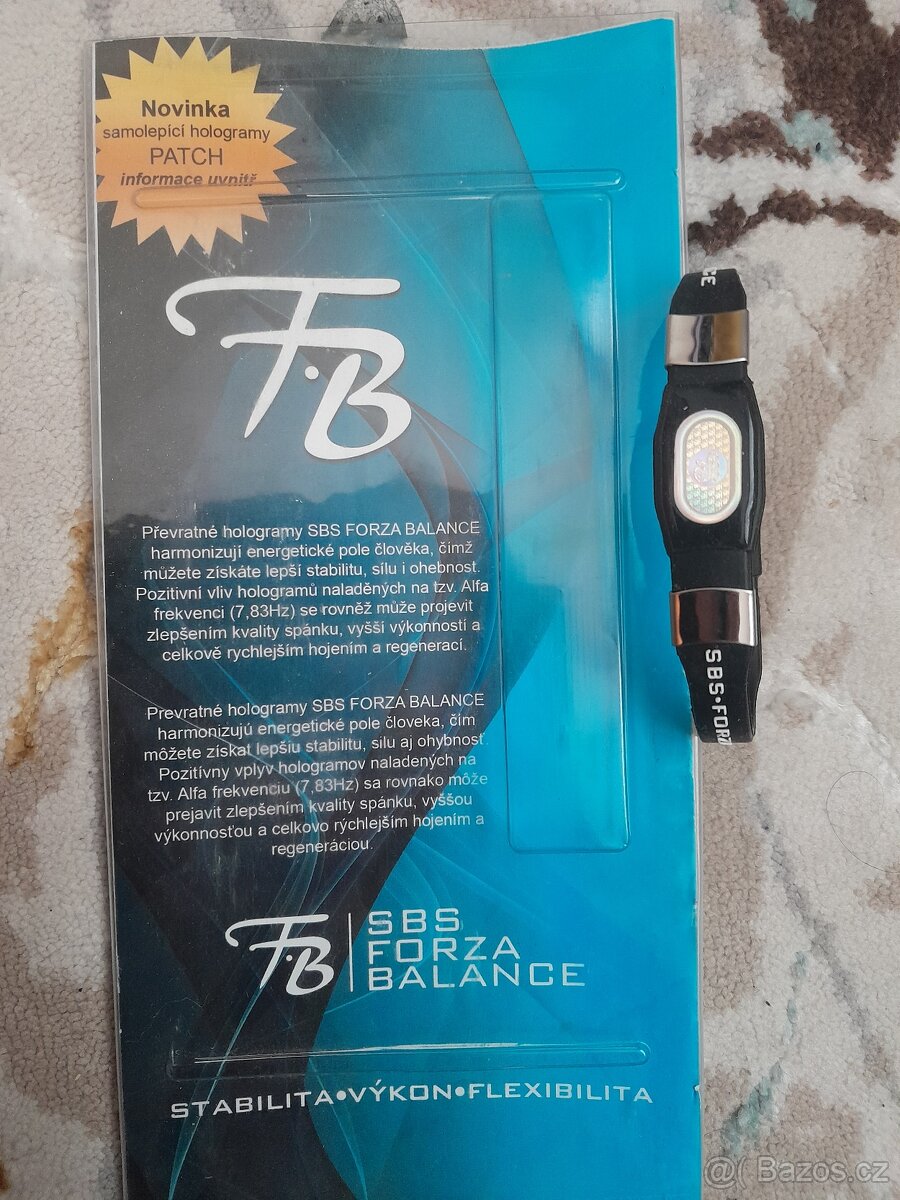 Novinka
samolepící hologramy
PATCH
informace uvnitř
F.B
Převratné hologramy SBS FORZA BALANCE
harmonizují energetické pole člověka, čímž
můžete získáte lepší stabilitu, sílu i ohebnost.
Pozitivní vliv hologramů naladěných na tzv. Alfa
frekvenci (7,83Hz) se rovněž může projevit
zlepšením kvality spánku, vyšší výkonností a
celkově rychlejším hojením a regenerací.
Prevratné hologramy SBS FORZA BALANCE
harmonizujú energetické pole človeka, čím
môžete získat lepšiu stabilitu, silu aj ohybnosť.
Pozitívny vplyv hologramov naladených na
tzv. Alfa frekvenciu (7,83Hz) sa rovnako môže
prejavit zlepšením kvality spánku, vyššou
výkonnosťou a celkovo rýchlejším hojením a
regeneráciou.
F.B
SBS
FORZA
BALANCE
STABILITA•VÝKON•FLEXIBILITA
CE
SBS•FORZ
@( Bazos.cz